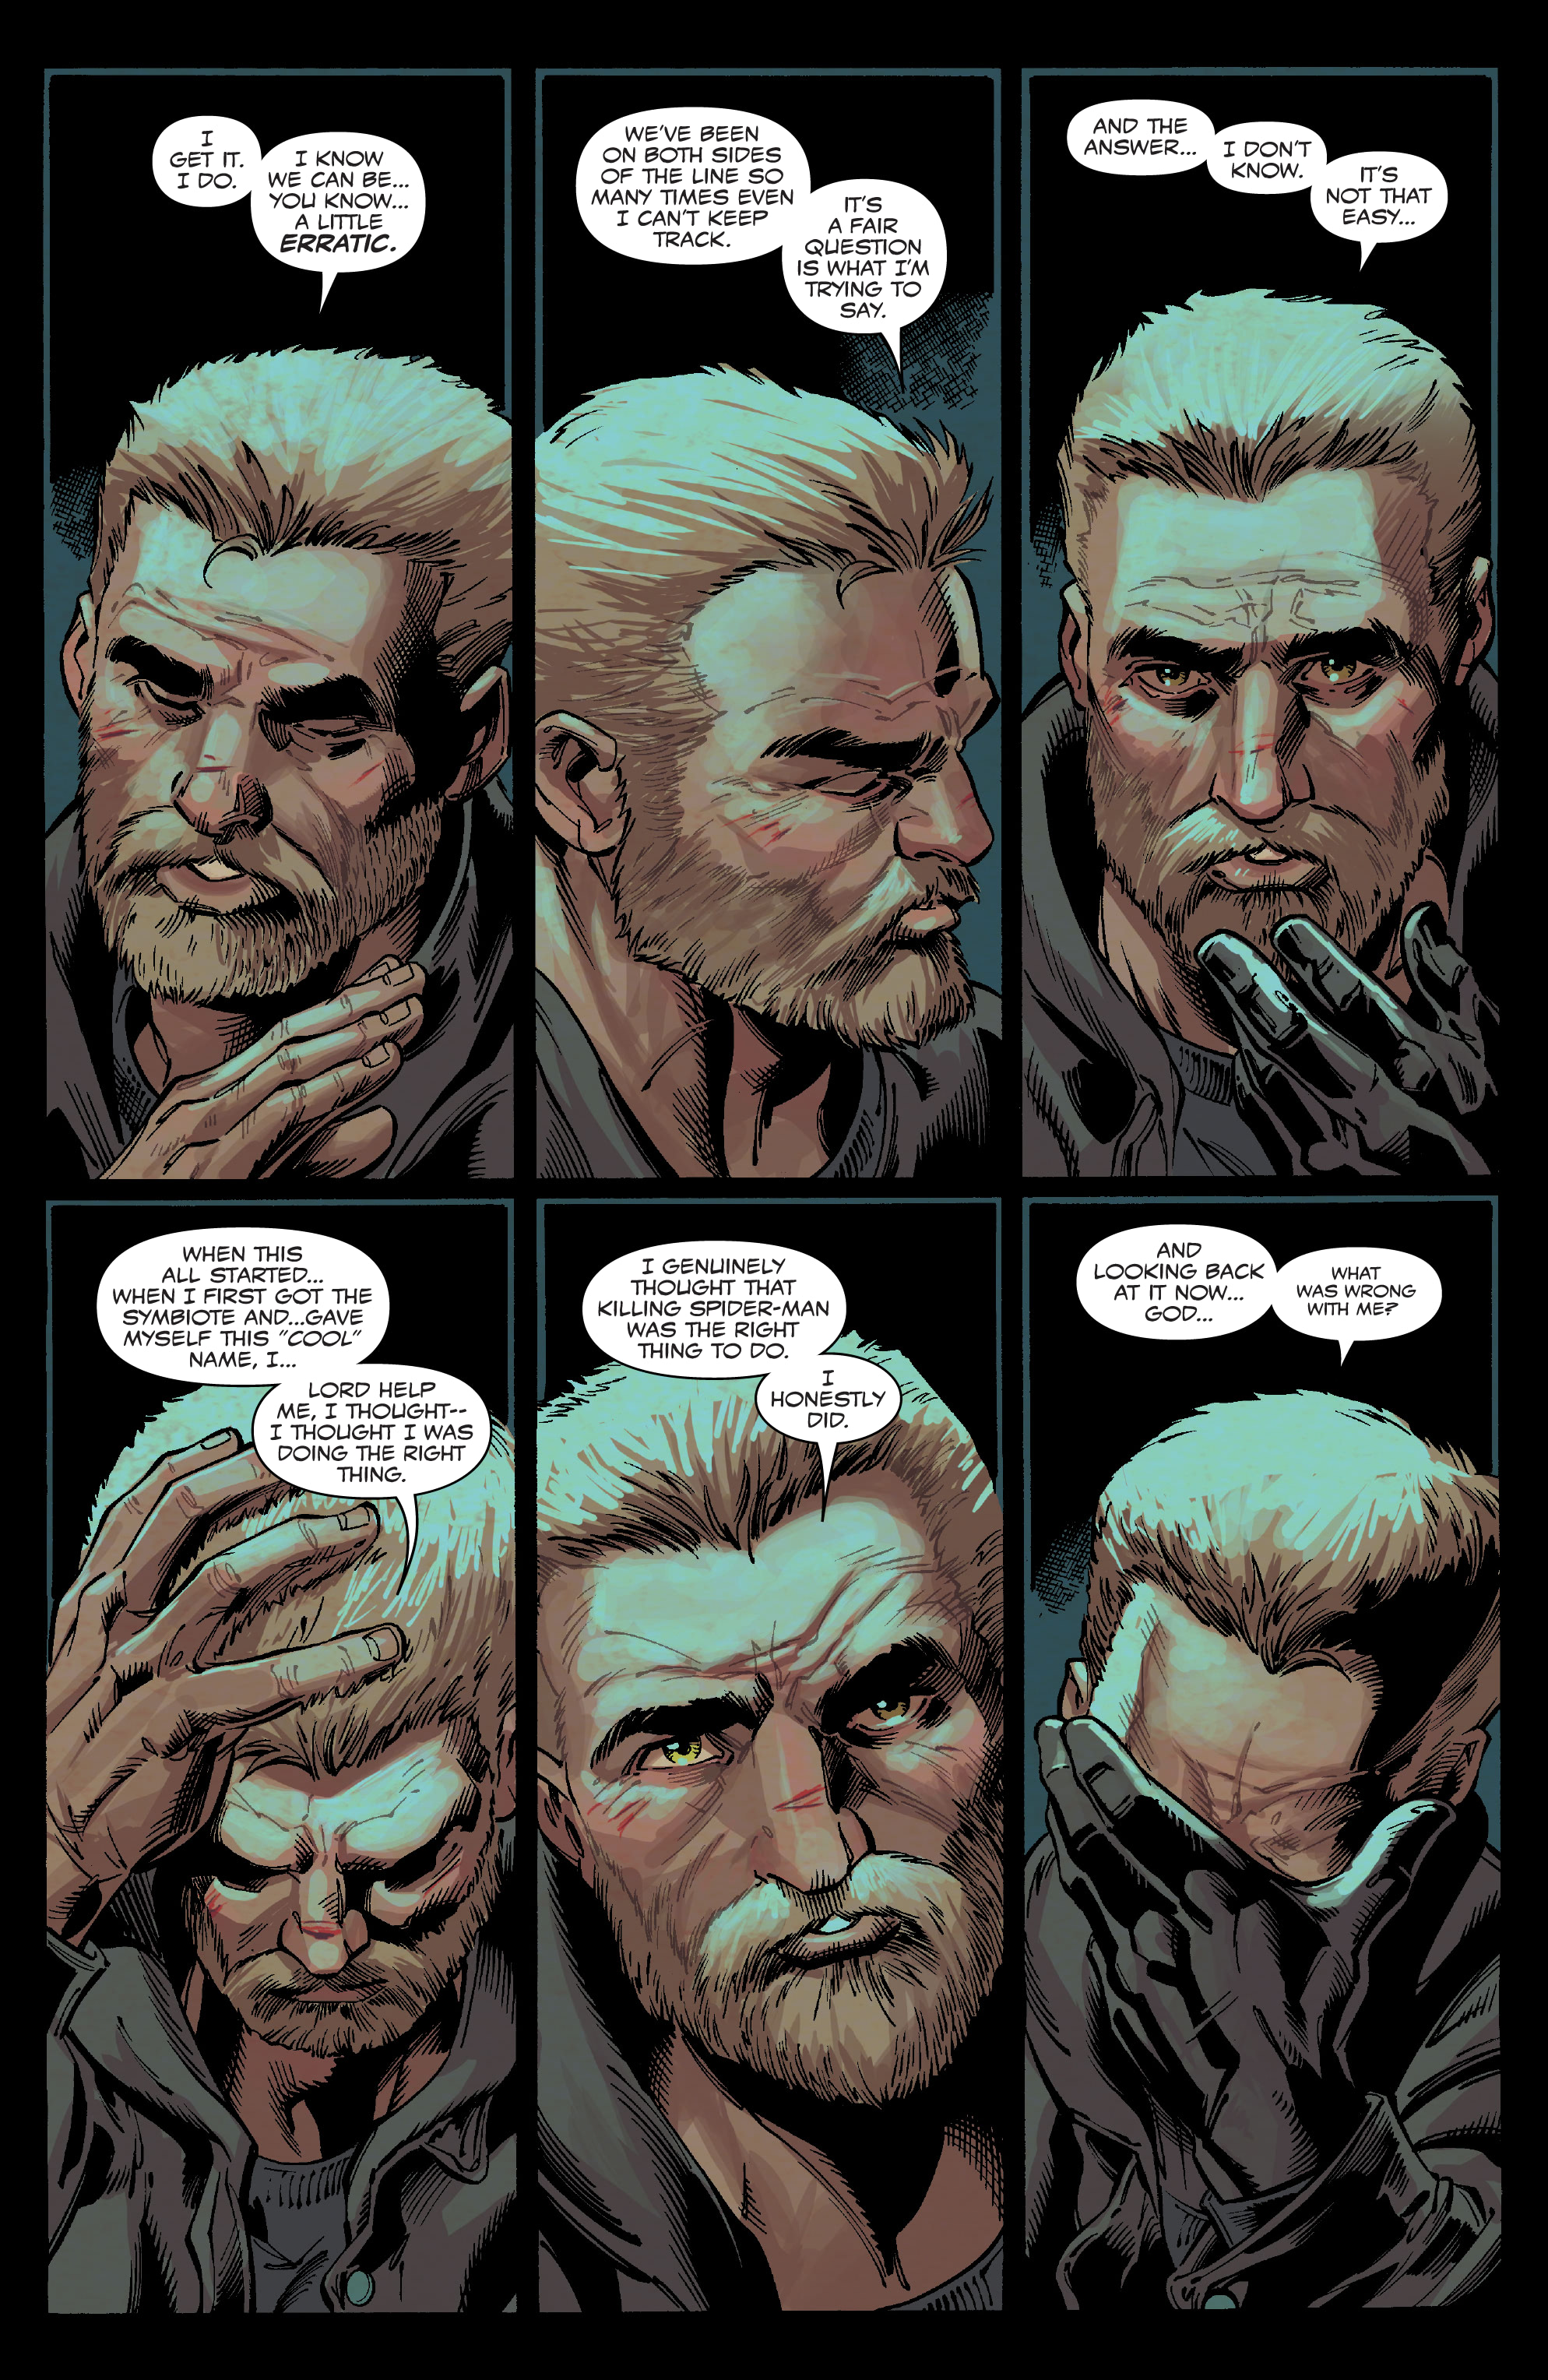 I
GET IT.
I DO.
I KNOW
WE CAN BE...
YOU KNOW...
A LITTLE
ERRATIC.
WE'VE BEEN
ON BOTH SIDES
OF THE LINE SO
MANY TIMES EVEN
I CAN'T KEEP
TRACK.
IT'S
A FAIR
QUESTION
IS WHAT I'M
TRYING TO
SAY.
AND THE
ANSWER...
I DON'T
KNOW.
IT'S
NOT THAT
EASY...
WHEN THIS
ALL STARTED...
WHEN I FIRST GOT THE
SYMBIOTE AND...GAVE
MYSELF THIS "COOL"
NAME, I...
LORD HELP
ME, I THOUGHT--
I THOUGHT I WAS
DOING THE RIGHT
THING.
I GENUINELY
THOUGHT THAT
KILLING SPIDER-MAN
WAS THE RIGHT
THING TO DO.
I
HONESTLY
DID.
AND
LOOKING BACK
AT IT NOW...
GOD...
WHAT
WAS WRONG
WITH ME?